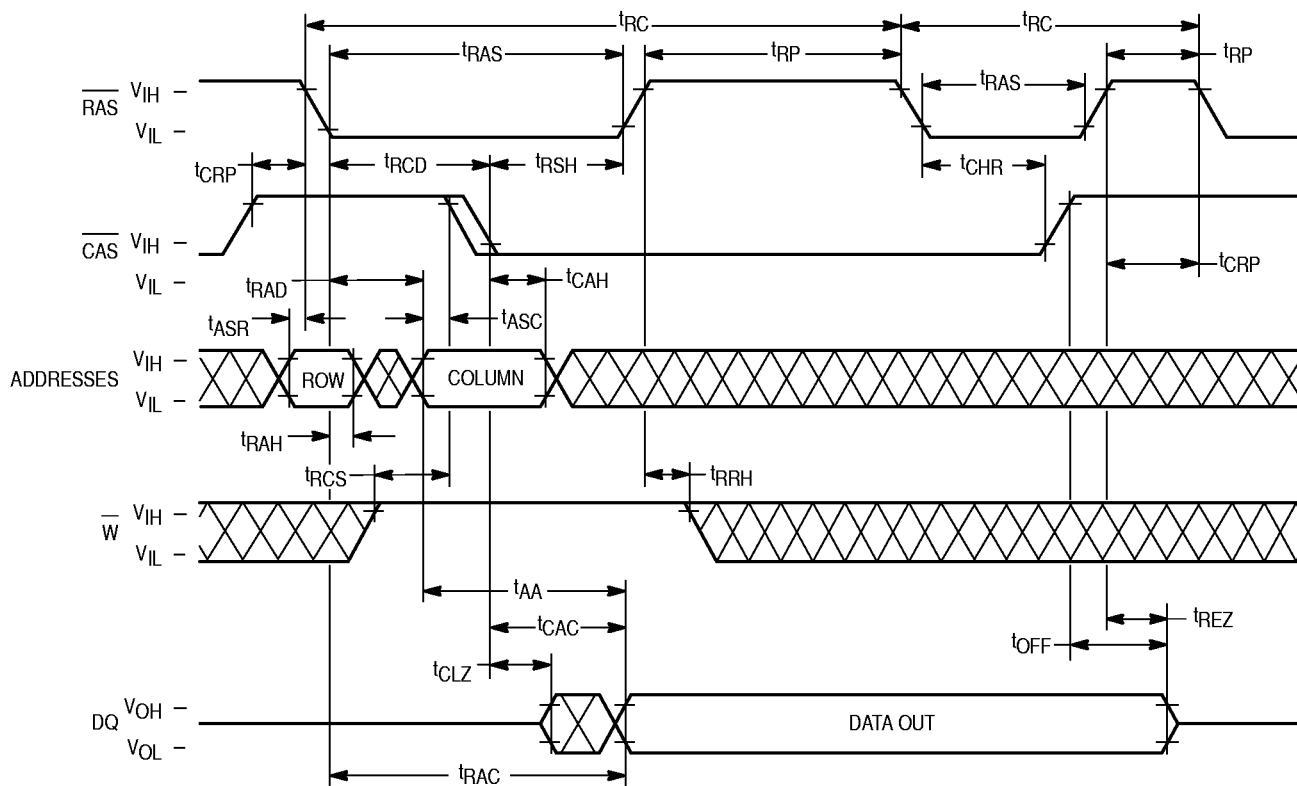 tRC tRC
tRAS tRP tRP
tRAS
RAS VIH
VIL
tCRP tRCD tRSH tCHR
CAS VIH
VIL
tRAD tCAH tCRP
tASR tASC
ADDRESSES VIH
VIL
ROW COLUMN
tRAH
tRCS tRRH
W VIH
VIL
tAA
tCAC tREZ
tOFF
tCLZ
DQ VOH
VOL
DATA OUT
tRAC